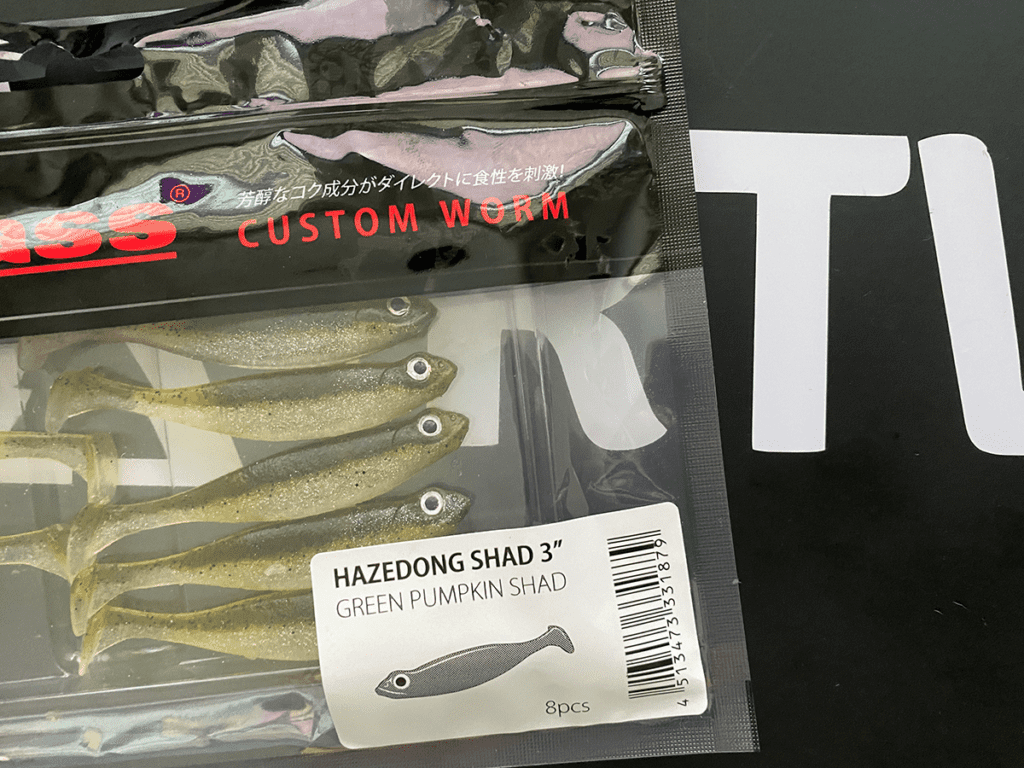 芳醇なコク成分がダイレクトに食性を刺激!
ass®
CUSTOM WORM
HAZEDONG SHAD 3”
GREEN PUMPKIN SHAD
8pcs
4 513473 331879